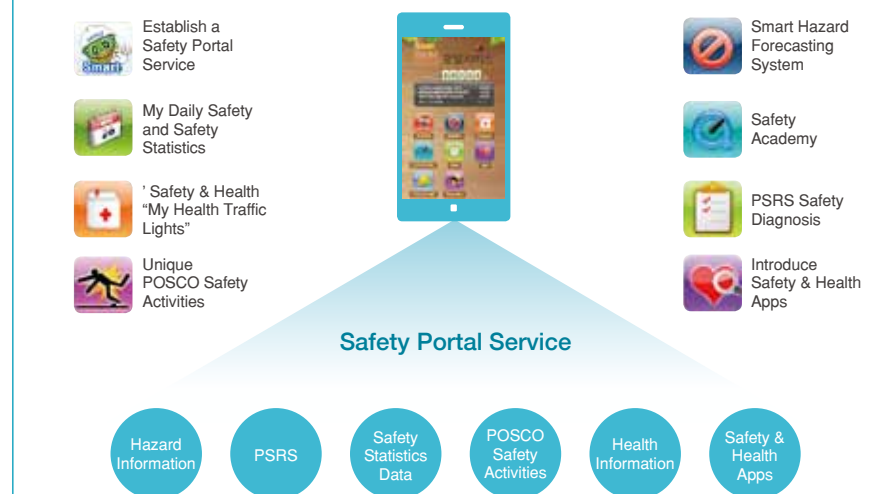 Establish a
Safety Portal
Service
My Daily Safety
and Safety
Statistics
’ Safety & Health
“My Health Traffic
Lights”
Unique
POSCO Safety
Activities
Smart
Smart Hazard
Forecasting
System
Safety
Academy
PSRS Safety
Diagnosis
Introduce
Safety & Health
Apps
Safety Portal Service
Hazard
Information
PSRS
Safety
Statistics
Data
POSCO
Safety
Activities
Health
Information
Safety &
Health
Apps